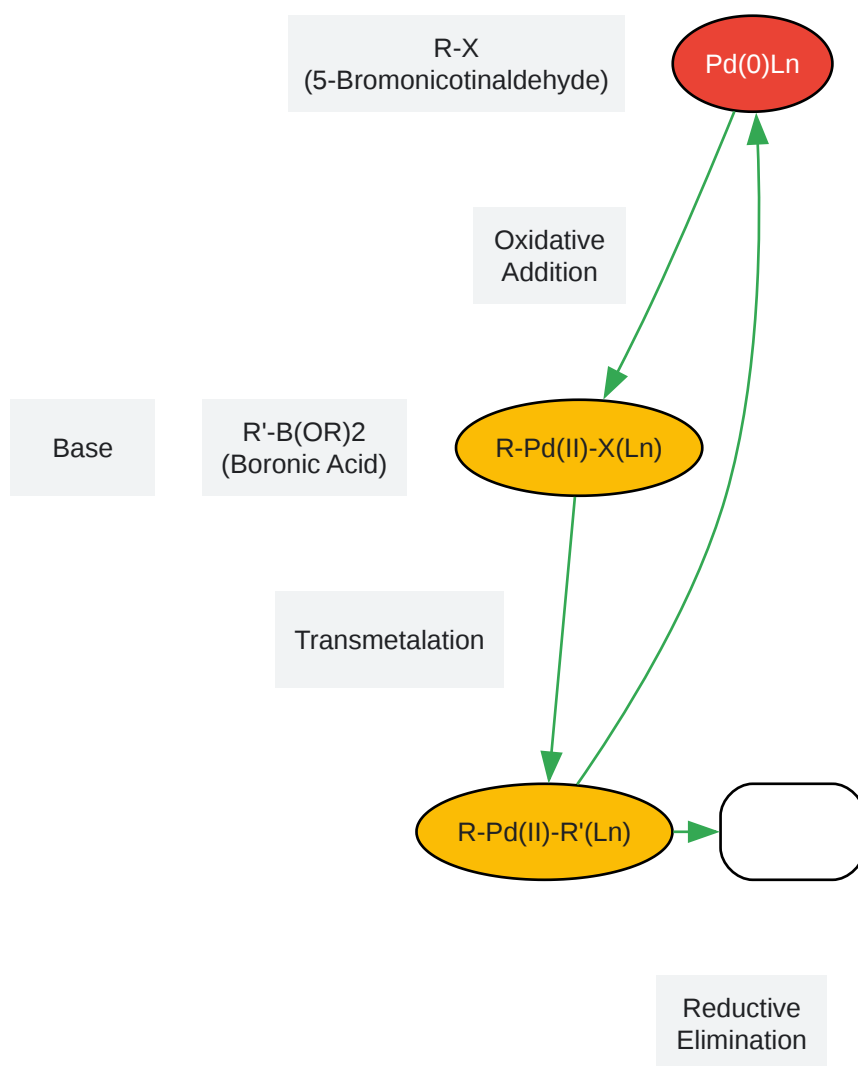 R-X
(5-Bromonicotinaldehyde)
Pd(0)Ln
Oxidative
Addition
Base
R'-B(OR)2
(Boronic Acid)
R-Pd(II)-X(Ln)
Transmetalation
R-Pd(II)-R'(Ln)
Reductive
Elimination